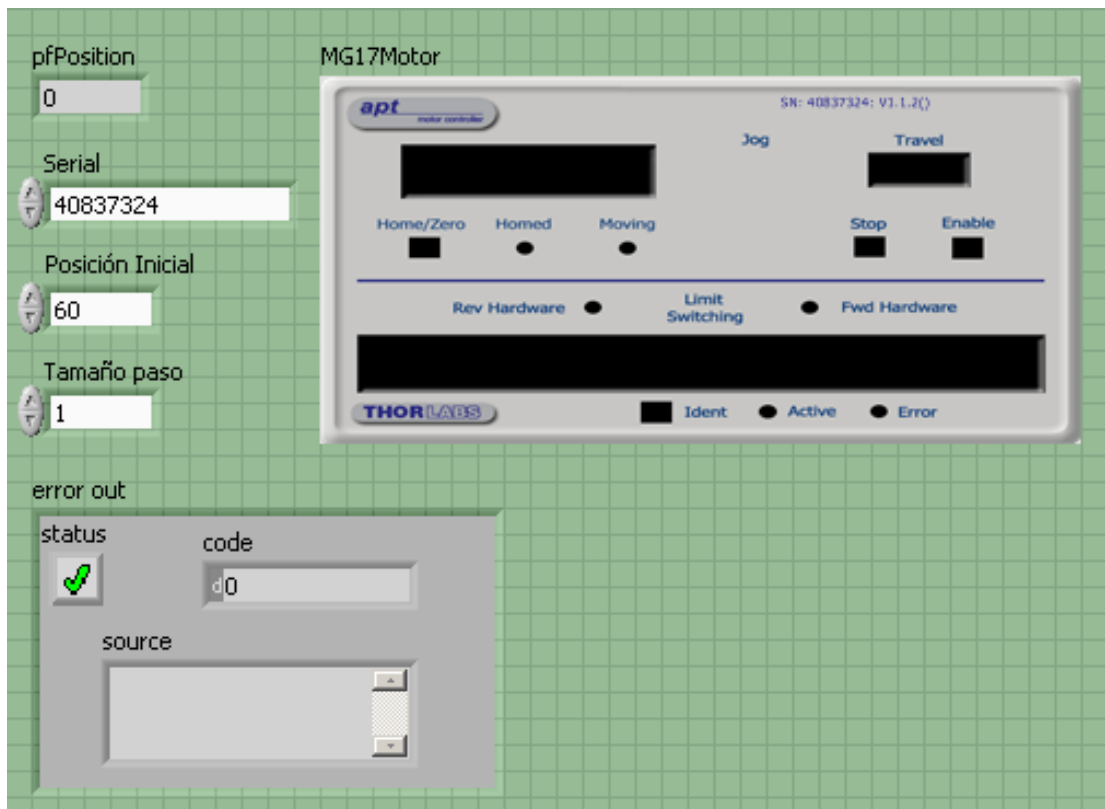 pfPosition
0
Serial
40837324
Posición Inicial
60
Tamaño paso
1
MG17Motor
apt
motor controller
SN: 40837324: V1.1.2()
Jog
Travel
Home/Zero
Homed
Moving
Stop
Enable
Rev Hardware
Limit
Switching
Fwd Hardware
THORLABS
Ident
Active
Error
error out
status
code
d0
source